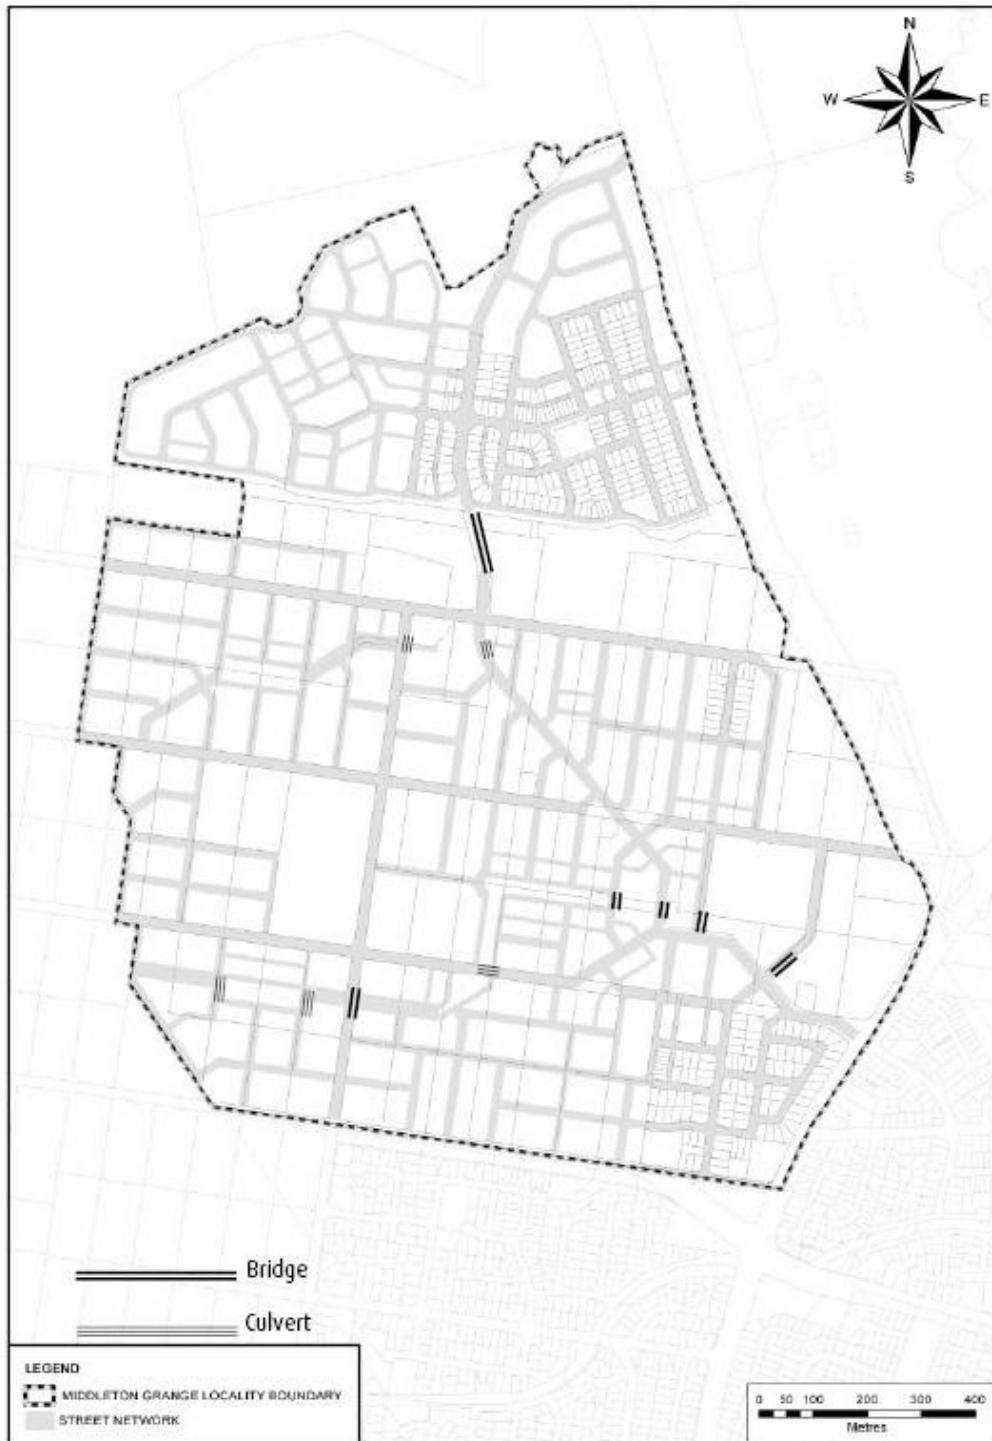 N
W E
S
Bridge
Culvert
LEGEND
MIDDLETON GRANGE LOCALITY BOUNDARY
STREET NETWORK
0 50 100 200 300 400
Metres